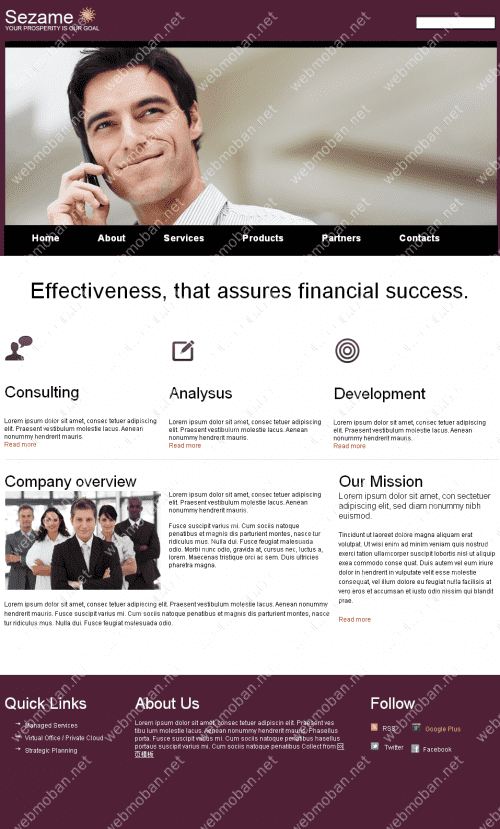 Sezame
YOUR PROSPERITY IS OUR GOAL
Home About Services Products Partners Contacts
Effectiveness, that assures financial success.
Consulting
Lorem ipsum dolor sit amet, consec tetuer adipiscing
elit. Praesent vestibulum molestie lacus. Aenean
nonummy hendrerit mauris.
Read more
Analysus
Lorem ipsum dolor sit amet, consec tetuer adipiscing
elit. Praesent vestibulum molestie lacus. Aenean
nonummy hendrerit mauris.
Read more
Development
Lorem ipsum dolor sit amet, consec tetuer adipiscing
elit. Praesent vestibulum molestie lacus. Aenean
nonummy hendrerit mauris.
Read more
Company overview
Lorem ipsum dolor sit amet, consec tetuer adipiscing
elit. Praesent vestibulum molestie lacus. Aenean
nonummy hendrerit mauris.
Fusce suscipit varius mi. Cum sociis natoque
penatibus et magnis dis parturient montes, nascetur
ridiculus mus. Nulla dui. Fusce feugiat malesuada
odio. Morbi nunc odio, gravida at, cursus nec, luctus a,
lorem. Maecenas tristique orci ac sem. Duis ultricies
pharetra magna.
Lorem ipsum dolor sit amet, consec tetuer adipiscing elit. Praesent vestibulum molestie lacus. Aenean nonummy
hendrerit mauris. Fusce suscipit varius mi. Cum sociis natoque penatibus et magnis dis parturient montes, nasce
tur ridiculus mus. Nulla dui. Fusce feugiat malesuada odio.
Our Mission
Lorem ipsum dolor sit amet, con sectetuer
adipiscing elit, sed diam nonummy nibh
euismod.
Tincidunt ut laoreet dolore magna aliquam erat
volutpat. Ut wisi enim ad minim veniam quis nostrud
exerci tation ullamcorper suscipit lobortis nisl ut aliquip
exea commodo conse quat. Duis autem vel eum iriure
dolor in hendrerit in vulputate velit esse molestie
consequat, vel illum dolore eu feugiat nulla facilisis at
vero eros et accumsan et iusto odio nissim qui blandit
prae.
Read more
Quick Links
Managed Services
Virtual Office / Private Cloud
Strategic Planning
About Us
Lorem ipsum dolor sit amet, consec tetuer adipiscin elit. Praesent ves
tibu lum molestie lacus. Aenean nonummy hendrerit mauris. Phasellus
porta. Fusce suscipit varius mi. Cum sociis natoque penatibus hasellus
portaus suscipit varius mi. Cum sociis natoque penatibus Collect from 网
页模板
Follow
RSS Google Plus
Twitter Facebook
webmoban.net